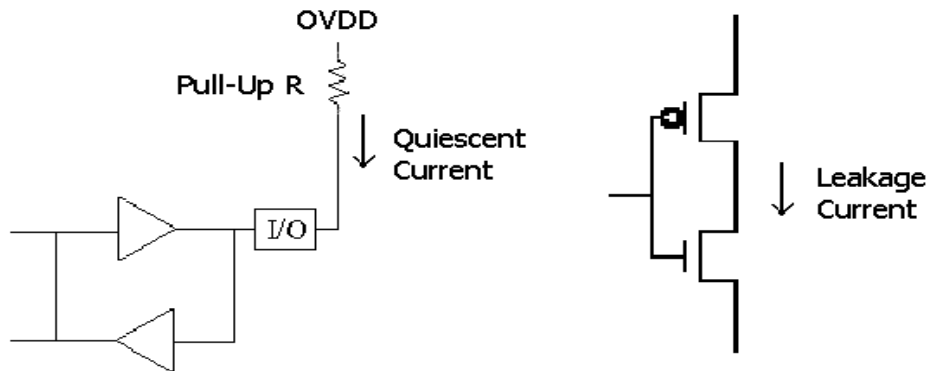 OVDD
Pull-Up R
Quiescent
Current
I/O
Leakage
Current